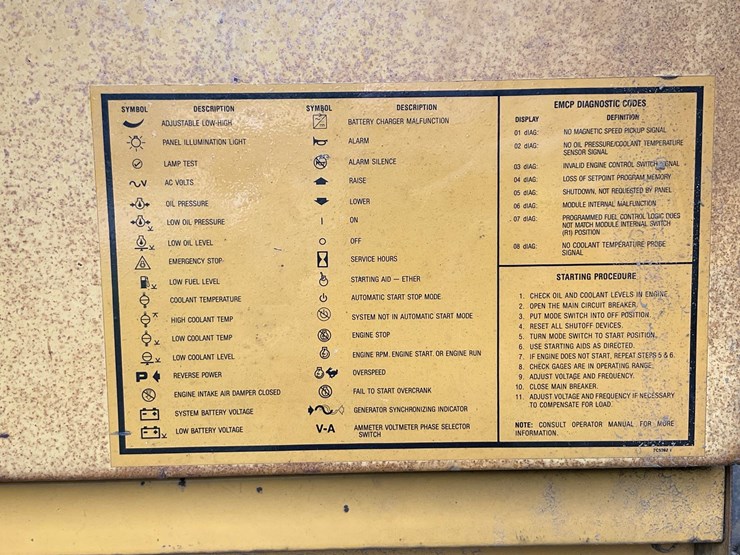 SYMBOL DESCRIPTION
ADJUSTABLE LOW-HIGH
PANEL ILLUMINATION LIGHT
LAMP TEST
V AC VOLTS
OIL PRESSURE
LOW OIL PRESSURE
LOW OIL LEVEL
EMERGENCY STOP
LOW FUEL LEVEL
COOLANT TEMPERATURE
HIGH COOLANT TEMP
LOW COOLANT TEMP
LOW COOLANT LEVEL
P REVERSE POWER
ENGINE INTAKE AIR DAMPER CLOSED
SYSTEM BATTERY VOLTAGE
LOW BATTERY VOLTAGE
SYMBOL DESCRIPTION
BATTERY CHARGER MALFUNCTION
ALARM
ALARM SILENCE
RAISE
LOWER
ON
OFF
SERVICE HOURS
STARTING AID — ETHER
AUTOMATIC START STOP MODE
SYSTEM NOT IN AUTOMATIC START MODE
ENGINE STOP
ENGINE RPM, ENGINE START, OR ENGINE RUN
OVERSPEED
FAIL TO START OVERCRANK
GENERATOR SYNCHRONIZING INDICATOR
V-A AMMETER VOLTMETER PHASE SELECTOR
SWITCH
EMCP DIAGNOSTIC CODES
DISPLAY DEFINITION
01 dIAG: NO MAGNETIC SPEED PICKUP SIGNAL
02 dIAG: NO OIL PRESSURE/COOLANT TEMPERATURE
SENSOR SIGNAL
03 dIAG: INVALID ENGINE CONTROL SWITCH SIGNAL
04 dIAG: LOSS OF SETPOINT PROGRAM MEMORY
05 dIAG: SHUTDOWN, NOT REQUESTED BY PANEL
06 dIAG: MODULE INTERNAL MALFUNCTION
07 dIAG: PROGRAMMED FUEL CONTROL LOGIC DOES
NOT MATCH MODULE INTERNAL SWITCH
(R1) POSITION
08 dIAG: NO COOLANT TEMPERATURE PROBE
SIGNAL
STARTING PROCEDURE
1. CHECK OIL AND COOLANT LEVELS IN ENGINE.
2. OPEN THE MAIN CIRCUIT BREAKER.
3. PUT MODE SWITCH INTO OFF POSITION.
4. RESET ALL SHUTOFF DEVICES.
5. TURN MODE SWITCH TO START POSITION.
6. USE STARTING AIDS AS DIRECTED.
7. IF ENGINE DOES NOT START, REPEAT STEPS 5 & 6.
8. CHECK GAGES ARE IN OPERATING RANGE.
9. ADJUST VOLTAGE AND FREQUENCY.
10. CLOSE MAIN BREAKER.
11. ADJUST VOLTAGE AND FREQUENCY IF NECESSARY
TO COMPENSATE FOR LOAD.
NOTE: CONSULT OPERATOR MANUAL FOR MORE
INFORMATION.